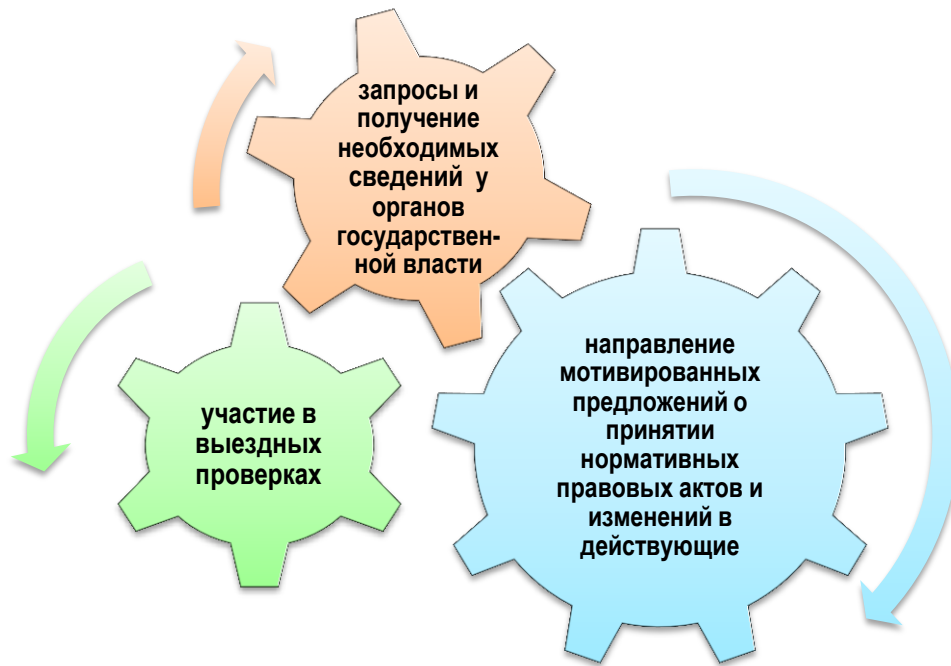 запросы и
получение
необходимых
сведений у
органов
государствен-
ной власти
участие в
выездных
проверках
направление
мотивированных
предложений о
принятии
нормативных
правовых актов и
изменений в
действующие